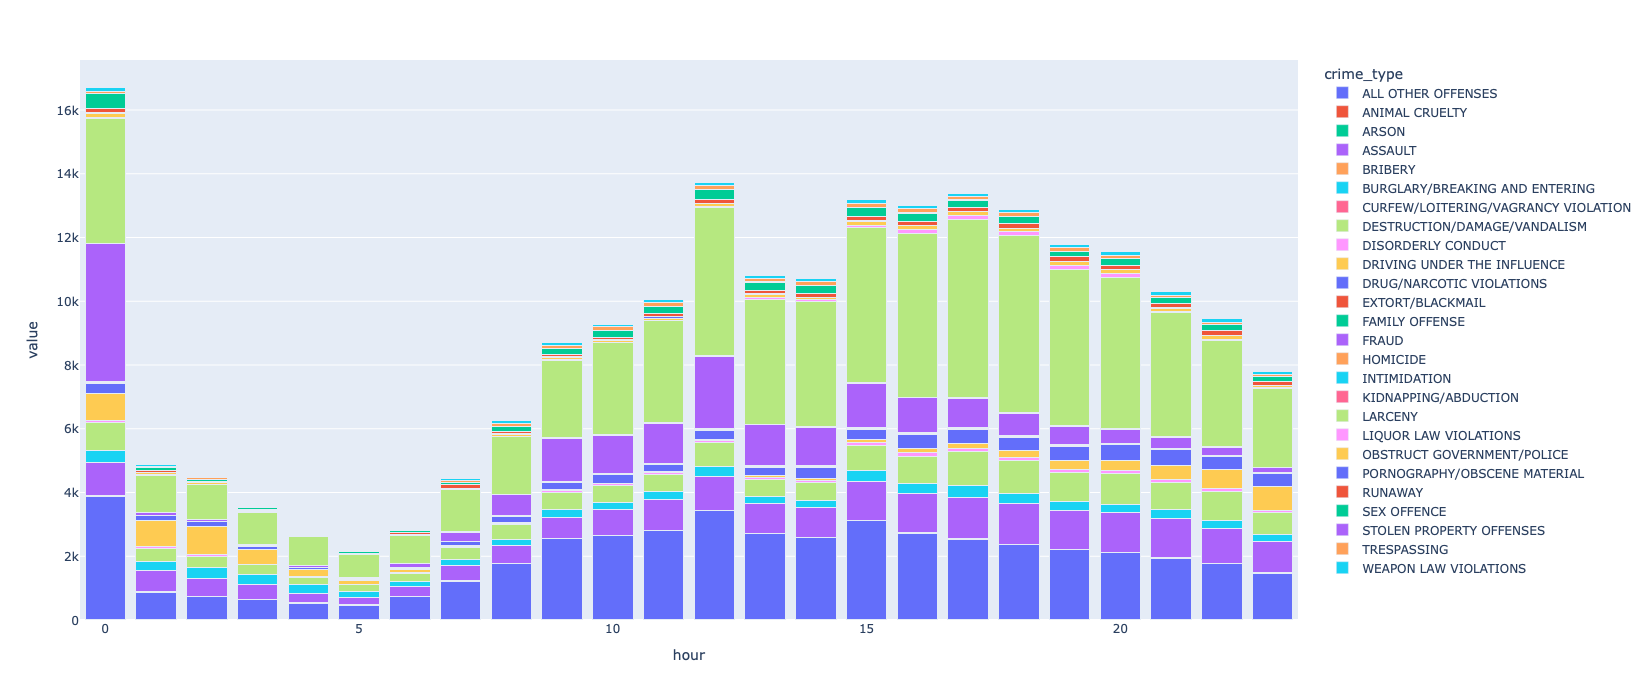 crime_type
ALL OTHER OFFENSES
ANIMAL CRUELTY
ARSON
ASSAULT
BRIBERY
BURGLARY/BREAKING AND ENTERING
CURFEW/LOITERING/VAGRANCY VIOLATION
DESTRUCTION/DAMAGE/VANDALISM
DISORDERLY CONDUCT
DRIVING UNDER THE INFLUENCE
DRUG/NARCOTIC VIOLATIONS
EXTORT/BLACKMAIL
FAMILY OFFENSE
FRAUD
HOMICIDE
INTIMIDATION
KIDNAPPING/ABDUCTION
LARCENY
LIQUOR LAW VIOLATIONS
OBSTRUCT GOVERNMENT/POLICE
PORNOGRAPHY/OBSCENE MATERIAL
RUNAWAY
SEX OFFENCE
STOLEN PROPERTY OFFENSES
TRESPASSING
WEAPON LAW VIOLATIONS
16k
14k
12k
10k
8k
6k
4k
2k
0
value
0 5 10 15 20
hour